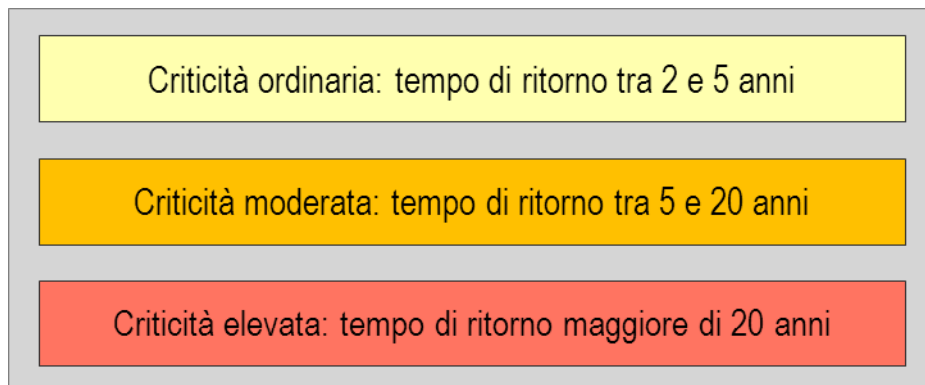 Criticità ordinaria: tempo di ritorno tra 2 e 5 anni
Criticità moderata: tempo di ritorno tra 5 e 20 anni
Criticità elevata: tempo di ritorno maggiore di 20 anni